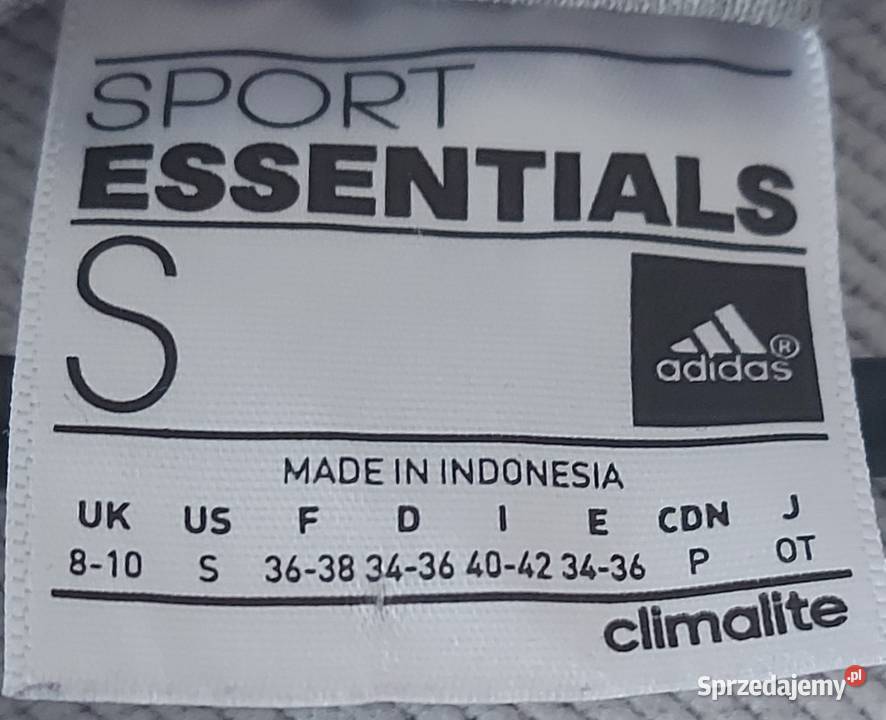 SPORT
ESSENTIALS
S
adidas®
MADE IN INDONESIA
UK US F D I E CDN J
8-10 S 36-38 34-36 40-42 34-36 P OT
climalite
Sprzedajemy.pl